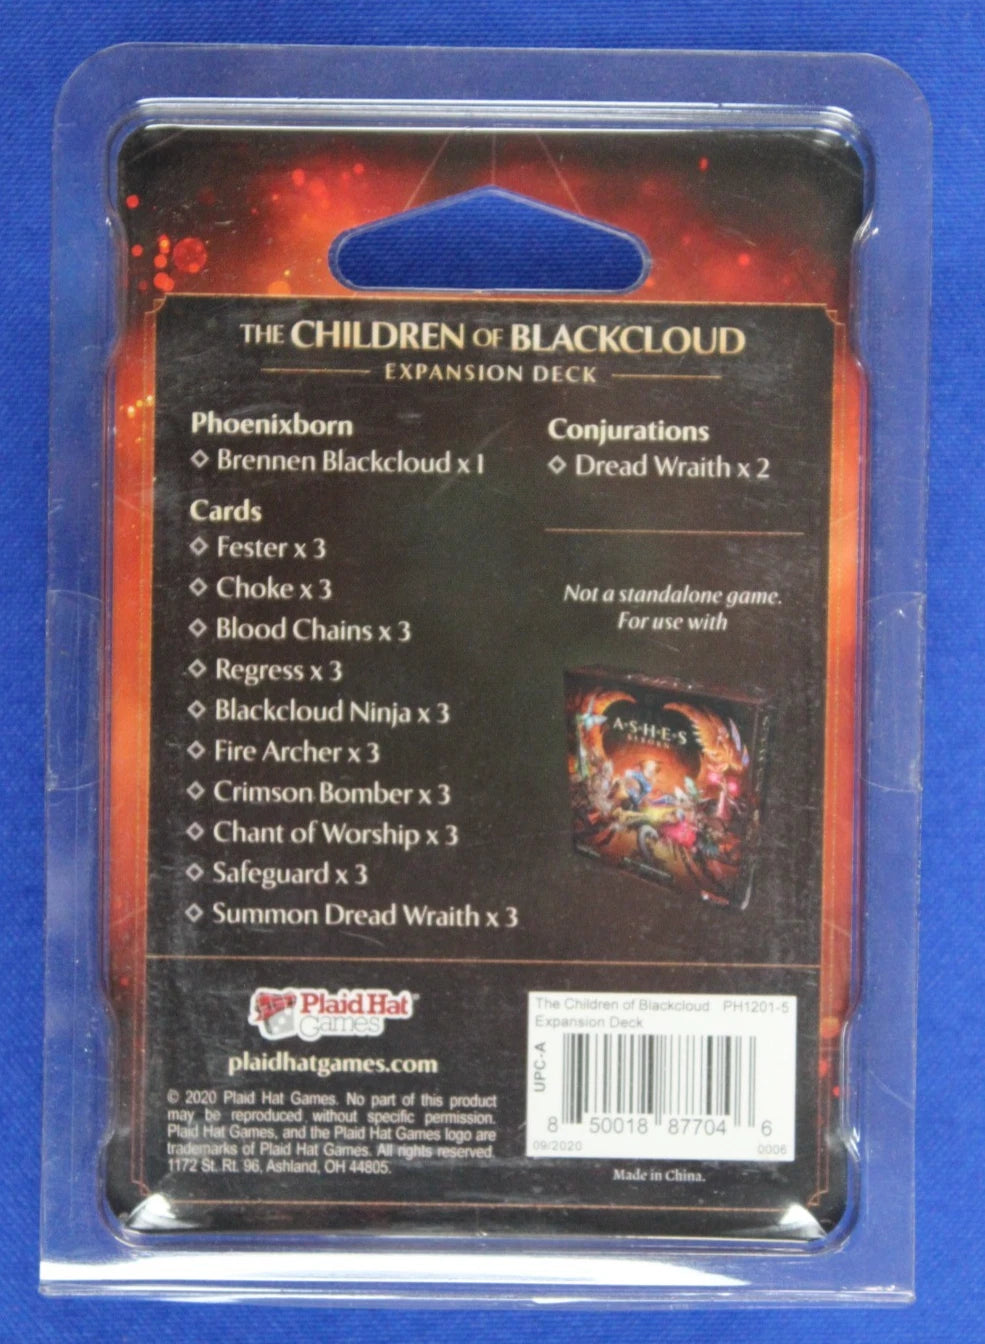 THE CHILDREN OF BLACKCLOUD
EXPANSION DECK
Phoenixborn
Brennen Blackcloud x 1
Cards
Fester x 3
Choke x 3
Blood Chains x 3
Regress x 3
Blackcloud Ninja x 3
Fire Archer x 3
Crimson Bomber x 3
Chant of Worship x 3
Safeguard x 3
Summon Dread Wraith x 3
Conjurations
Dread Wraith x 2
Not a standalone game.
For use with
A·S·H·E·S
REBORN
Plaid Hat
Games
plaidhatgames.com
© 2020 Plaid Hat Games. No part of this product
may be reproduced without specific permission.
Plaid Hat Games, and the Plaid Hat Games logo are
trademarks of Plaid Hat Games. All rights reserved.
1172 St. Rt. 96, Ashland, OH 44805.
The Children of Blackcloud PH1201-5
Expansion Deck
UPC-A
8 50018 87704 6
09/2020 0006
Made in China.